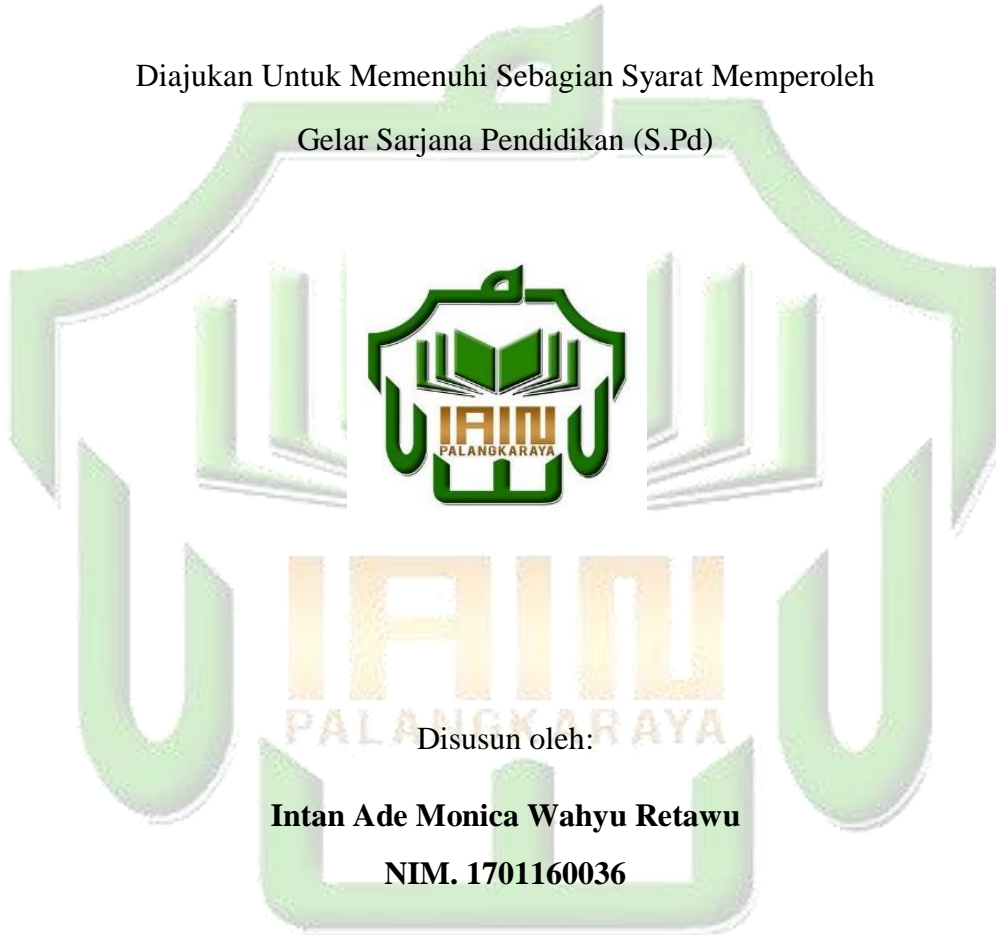 Diajukan Untuk Memenuhi Sebagian Syarat Memperoleh
Gelar Sarjana Pendidikan (S.Pd)
IAIN
PALANGKARAYA
IAIN
PALANGKARAYA
Disusun oleh:
Intan Ade Monica Wahyu Retawu
NIM. 1701160036